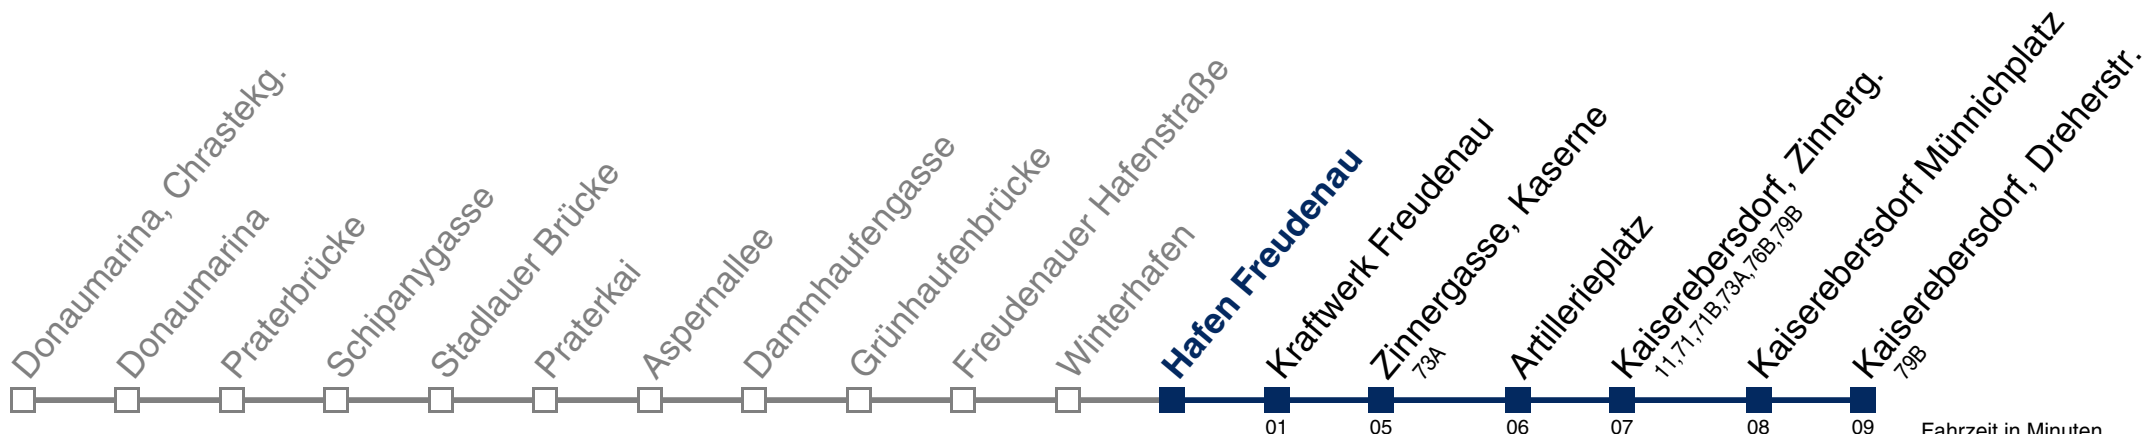 Donaumarina, Chrastekg.
Donaumarina
Praterbrücke
Schipanygasse
Stadlauer Brücke
Praterkai
Aspernallee
Dammhaufengasse
Grünhaufenbrücke
Freudenauer Hafenstraße
Winterhafen
Hafen Freudenau
Kraftwerk Freudenau
Zinnergasse, Kaserne
73A
Artillerieplatz
Kaiserebersdorf, Zinnerg.
11,71,71B,73A,76B,79B
Kaiserebersdorf Münnichplatz
Kaiserebersdorf, Dreherstr.
79B
01 05 06 07 08 09 Fahrzeit in Minuten